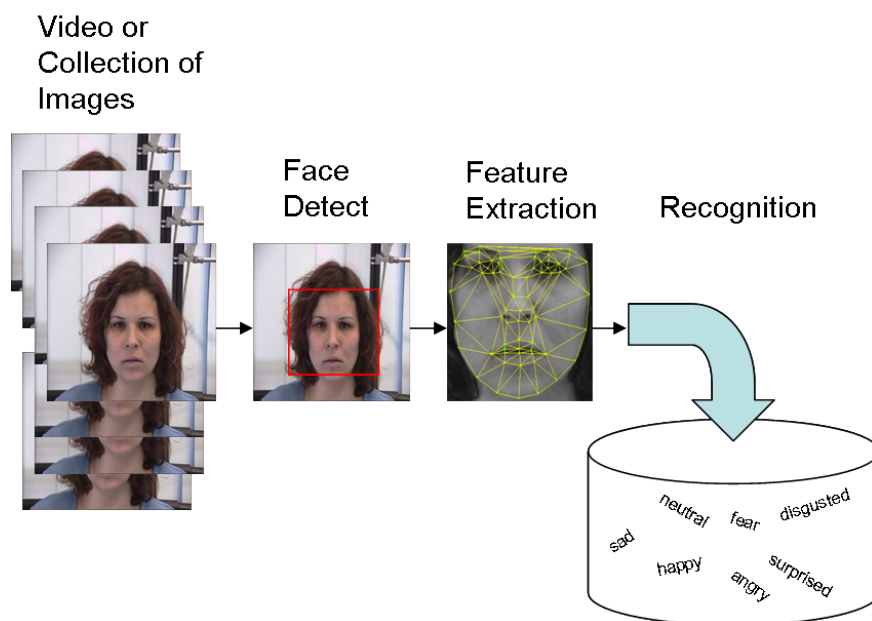 Video or
Collection of
Images
Face
Detect
Feature
Extraction
Recognition
sad
neutral
fear
disgusted
happy
angry
surprised